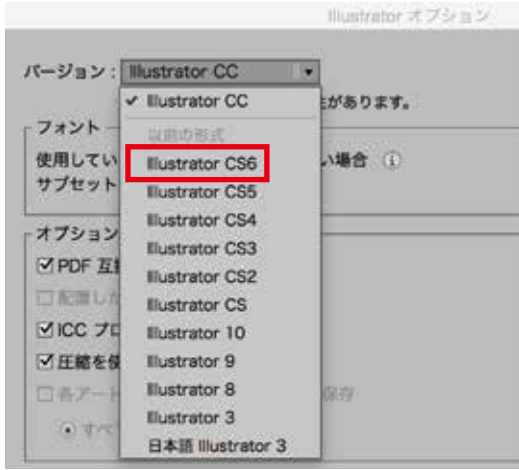 Illustrator オプション
バージョン : Illustrator CC
Illustrator CC
があります。
フォント
以前の形式
使用してい
い場合
Illustrator CS6
サブセット
Illustrator CS5
Illustrator CS4
オプション
Illustrator CS3
PDF 互
Illustrator CS2
配置した
Illustrator CS
ICC プロ
Illustrator 10
圧縮を使
Illustrator 9
各アート
保存
Illustrator 8
すべ
Illustrator 3
日本語 Illustrator 3